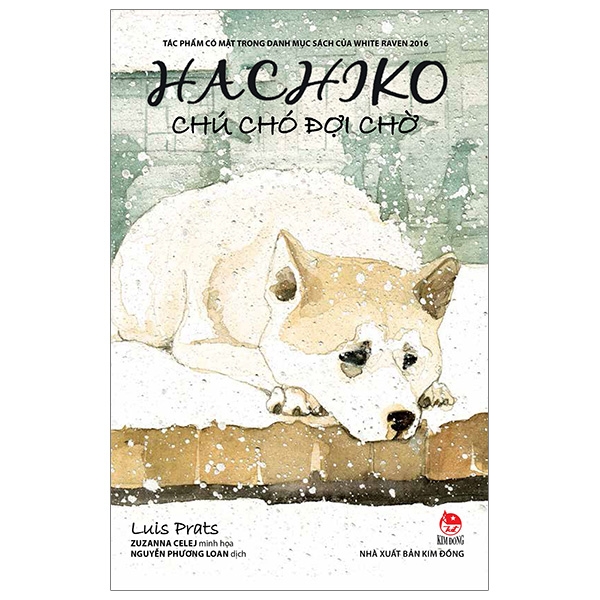 TÁC PHẨM CÓ MẶT TRONG DANH MỤC SÁCH CỦA WHITE RAVEN 2016
HACHIKO
CHÚ CHÓ ĐỢI CHỜ
Luis Prats
ZUZANNA CELEJ minh họa
NGUYỄN PHƯƠNG LOAN dịch
KIM ĐỒNG
NHÀ XUẤT BẢN KIM ĐỒNG